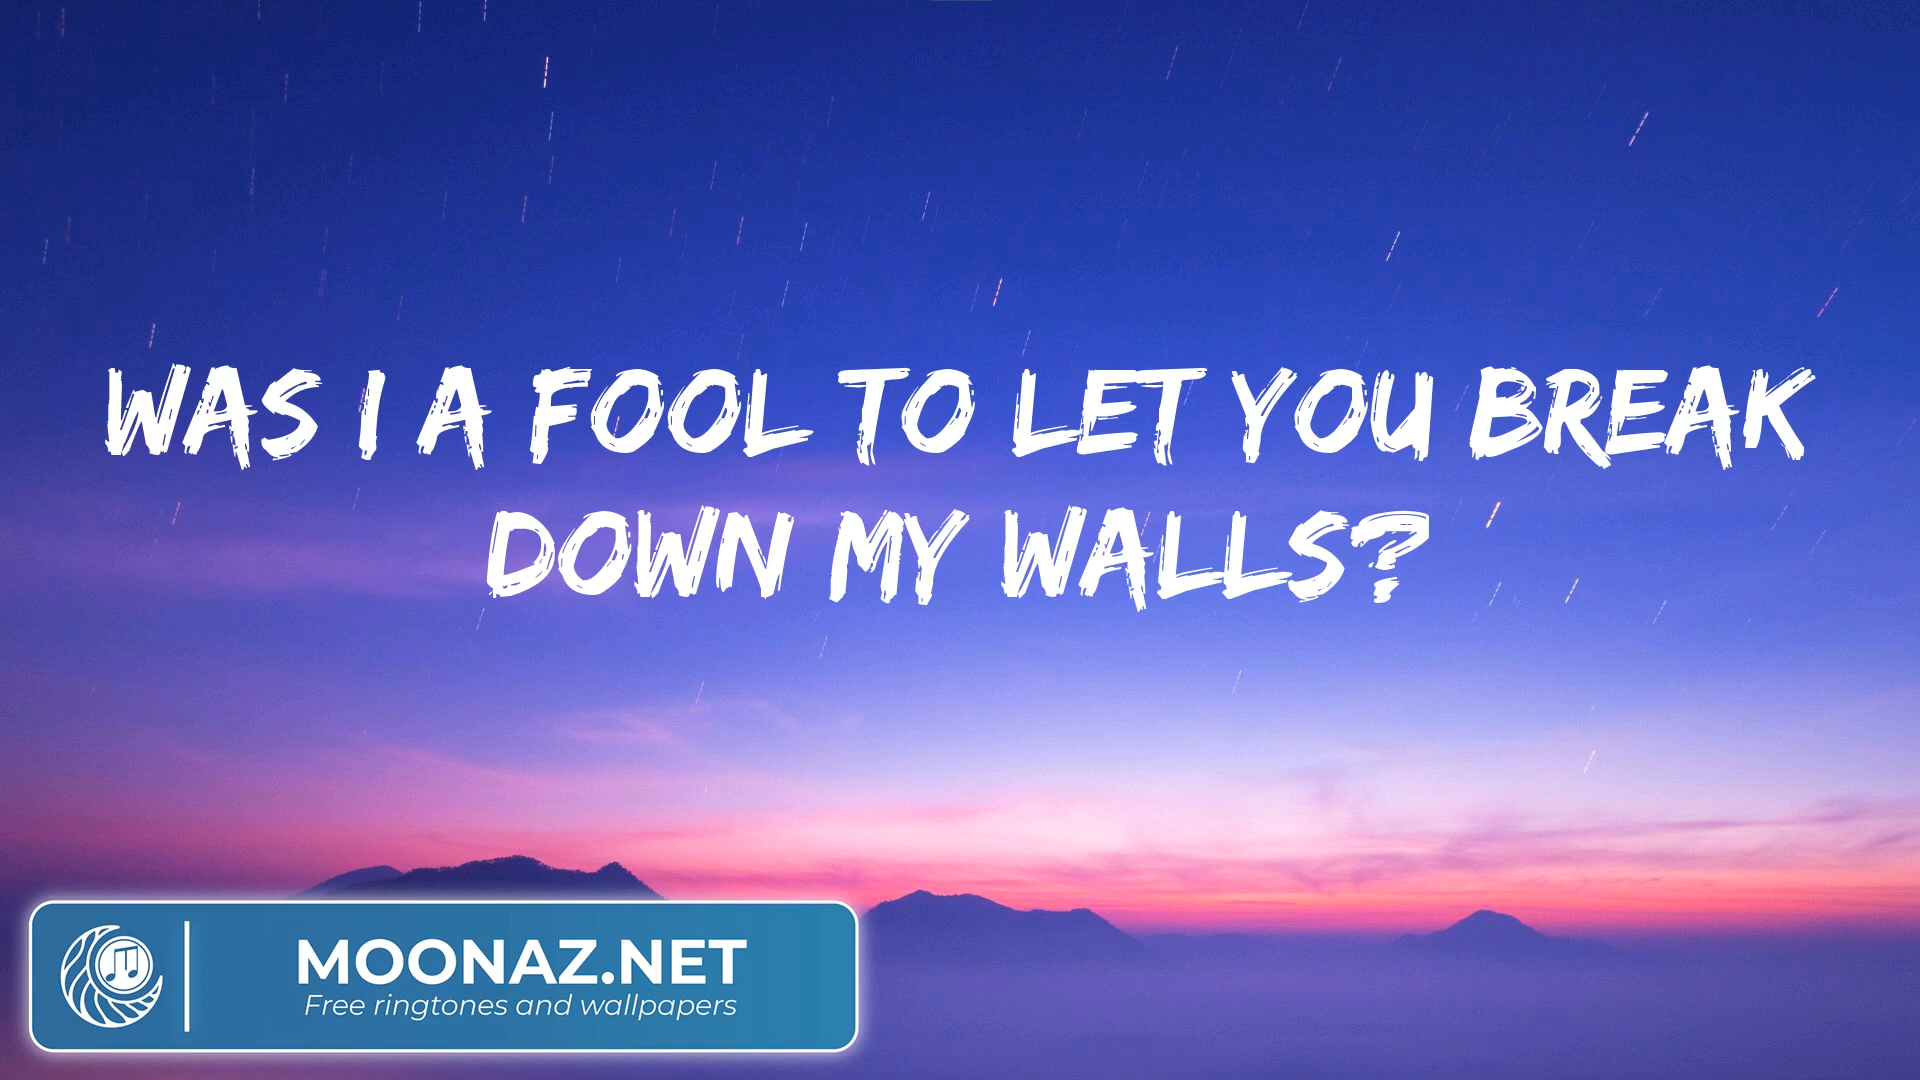 WAS I A FOOL TO LET YOU BREAK
DOWN MY WALLS?
MOONAZ.NET
Free ringtones and wallpapers